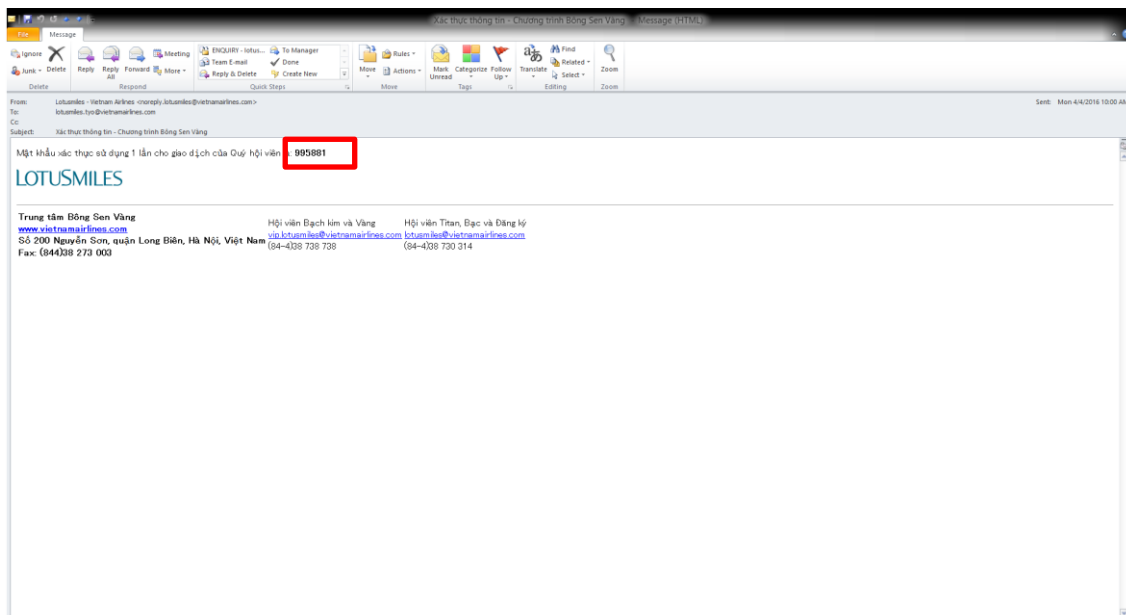 Xác thực thông tin - Chương trình Bông Sen Vàng - Message (HTML)
File Message
Ignore
Junk
Delete
Reply
Reply All
Forward
Meeting
More
ENQUIRY - lotus...
Team E-mail
Reply & Delete
To Manager
Done
Create New
Move
Rules
Actions
Mark Unread
Categorize
Follow Up
Translate
Find
Related
Select
Zoom
Delete Respond Quick Steps Move Tags Editing Zoom
From: Lotusmiles - Vietnam Airlines <noreply.lotusmiles@vietnamairlines.com> Sent: Mon 4/4/2016 10:00 AM
To: lotusmiles.tyo@vietnamairlines.com
Cc:
Subject: Xác thực thông tin - Chương trình Bông Sen Vàng
Mật khẩu xác thực sử dụng 1 lần cho giao dịch của Quý hội viên 995881
LOTUSMILES
Trung tâm Bông Sen Vàng
www.vietnamairlines.com
Số 200 Nguyễn Sơn, quận Long Biên, Hà Nội, Việt Nam
Fax: (844)38 273 003
Hội viên Bạch kim và Vàng
vip.lotusmiles@vietnamairlines.com
(84-4)38 738 738
Hội viên Titan, Bạc và Đăng ký
lotusmiles@vietnamairlines.com
(84-4)38 730 314